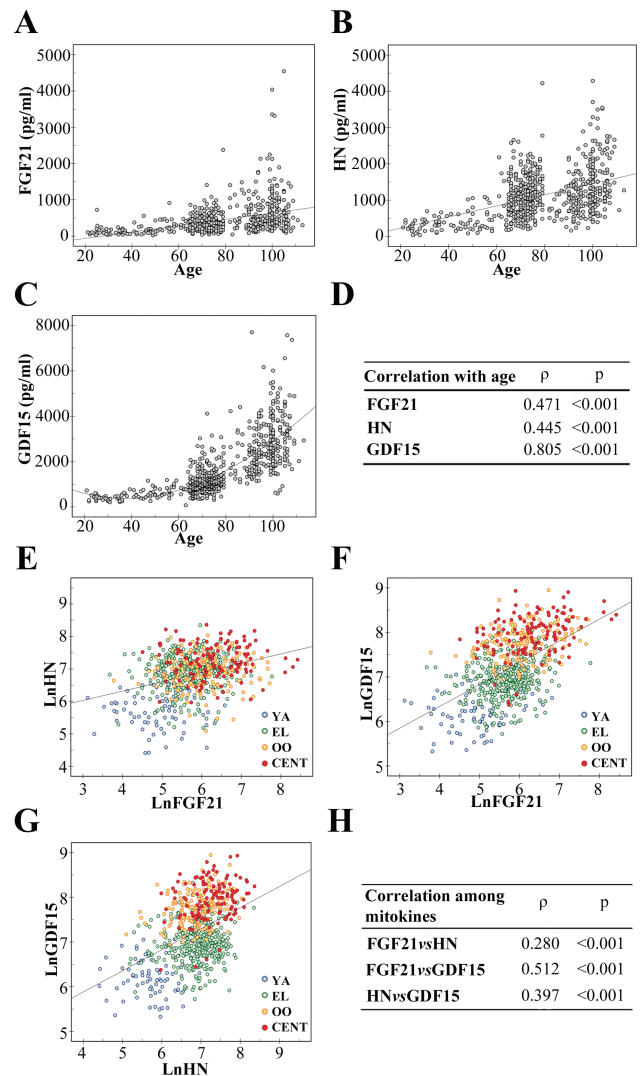 A
FGF21 (pg/ml)
5000
4000
3000
2000
1000
0
20 40 60 80 100
Age
B
HN (pg/ml)
5000
4000
3000
2000
1000
0
20 40 60 80 100
Age
C
GDF15 (pg/ml)
8000
6000
4000
2000
0
20 40 60 80 100
Age
D
Correlation with age ρ p
FGF21 0.471 <0.001
HN 0.445 <0.001
GDF15 0.805 <0.001
E
LnHN
9
8
7
6
5
4
3 4 5 6 7 8
LnFGF21
YA
EL
OO
CENT
F
LnGDF15
9
8
7
6
5
3 4 5 6 7 8
LnFGF21
YA
EL
OO
CENT
G
LnGDF15
9
8
7
6
5
4 5 6 7 8 9
LnHN
YA
EL
OO
CENT
H
Correlation among
mitokines ρ p
FGF21vsHN 0.280 <0.001
FGF21vsGDF15 0.512 <0.001
HNvsGDF15 0.397 <0.001